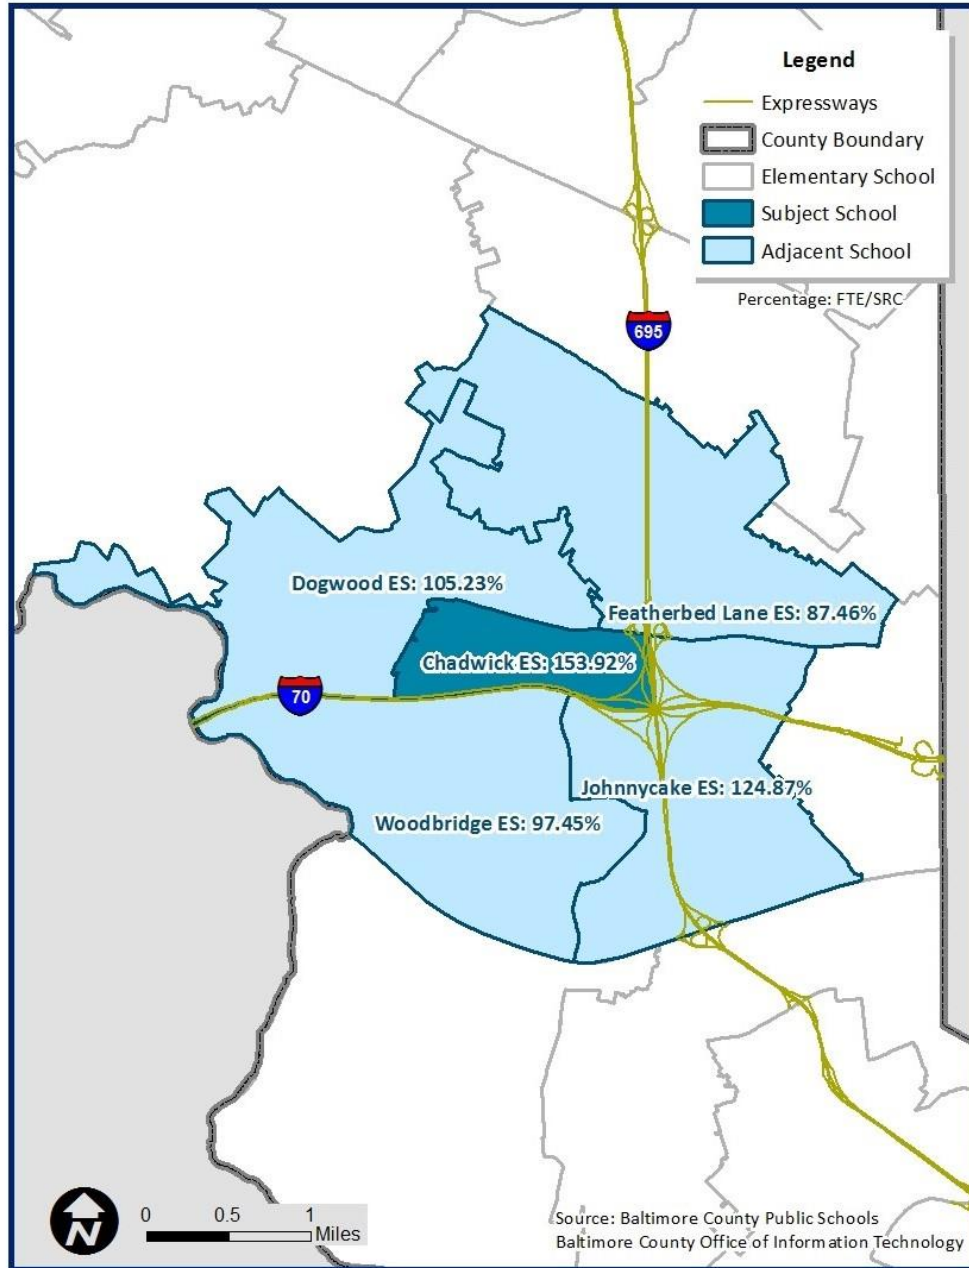 Legend
Expressways
County Boundary
Elementary School
Subject School
Adjacent School
Percentage: FTE/SRC
695
Dogwood ES: 105.23%
Featherbed Lane ES: 87.46%
Chadwick ES: 153.92%
70
Johnnycake ES: 124.87%
Woodbridge ES: 97.45%
N
0 0.5 1
Miles
Source: Baltimore County Public Schools
Baltimore County Office of Information Technology